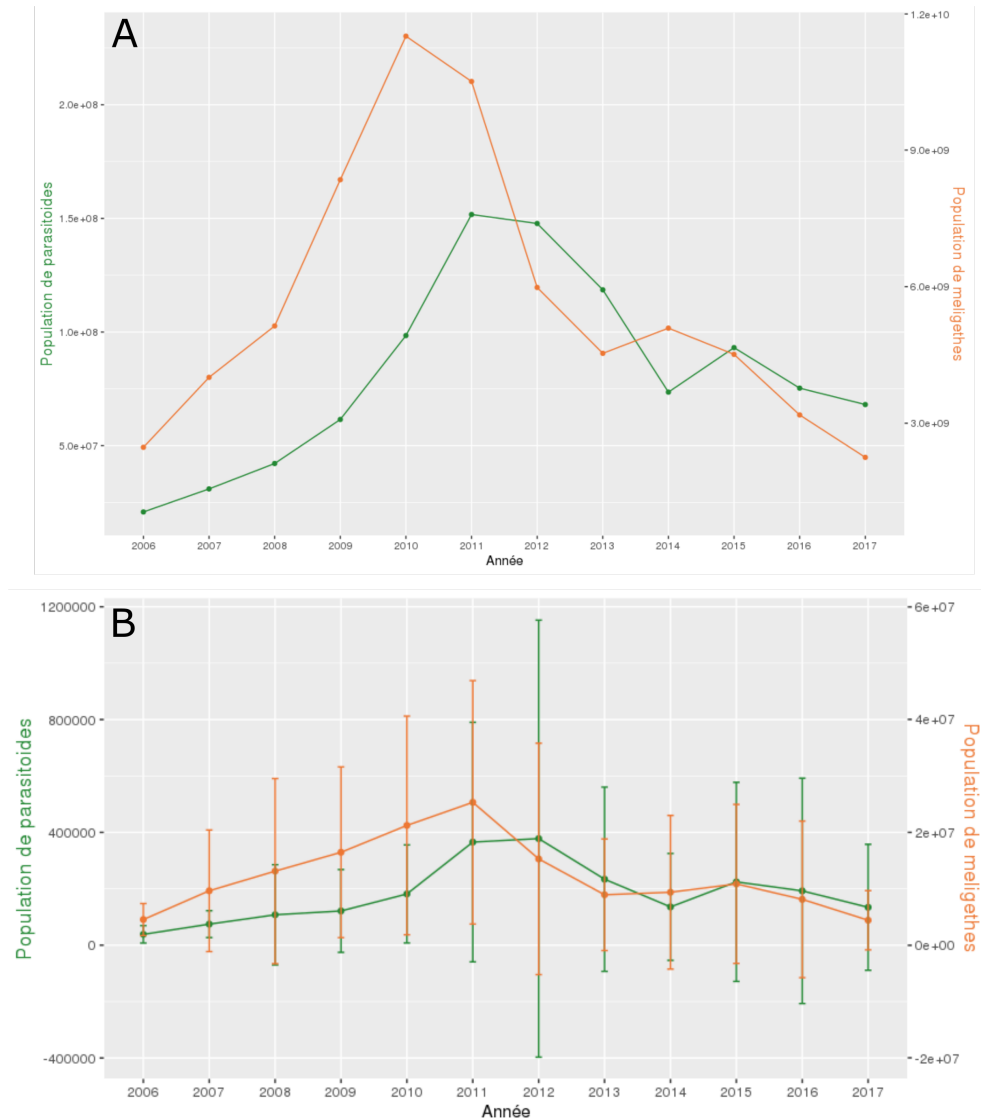 A
1.2e+10
2.0e+08
9.0e+09
Population de parasitoides
1.5e+08
Population de meligethes
6.0e+09
1.0e+08
3.0e+09
5.0e+07
2006 2007 2008 2009 2010 2011 2012 2013 2014 2015 2016 2017
Année
B
1200000
6e+07
800000
4e+07
Population de parasitoides
Population de meligethes
400000
2e+07
0
0e+00
-400000
-2e+07
2006 2007 2008 2009 2010 2011 2012 2013 2014 2015 2016 2017
Année